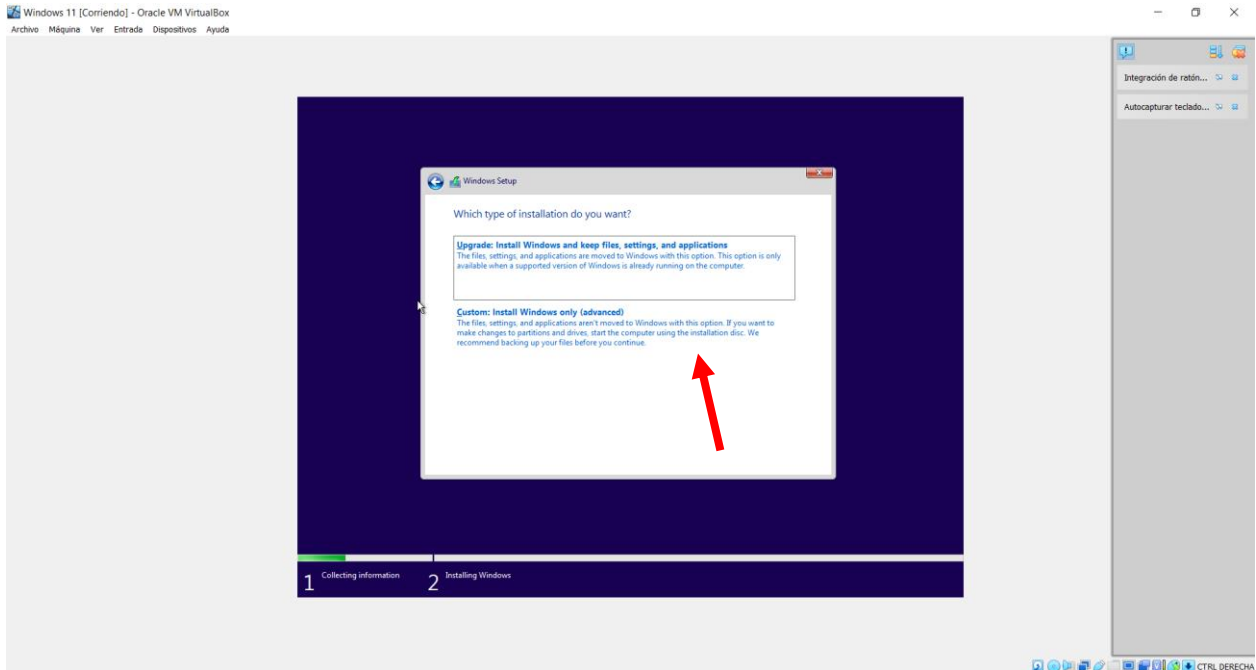 Windows 11 [Corriendo] - Oracle VM VirtualBox
Archivo Máquina Ver Entrada Dispositivos Ayuda
Integración de ratón...
Autocapturar teclado...
Windows Setup
Which type of installation do you want?
Upgrade: Install Windows and keep files, settings, and applications
The files, settings, and applications are moved to Windows with this option. This option is only
available when a supported version of Windows is already running on the computer.
Custom: Install Windows only (advanced)
The files, settings, and applications aren't moved to Windows with this option. If you want to
make changes to partitions and drives, start the computer using the installation disc. We
recommend backing up your files before you continue.
1 Collecting information 2 Installing Windows
CTRL DERECHA